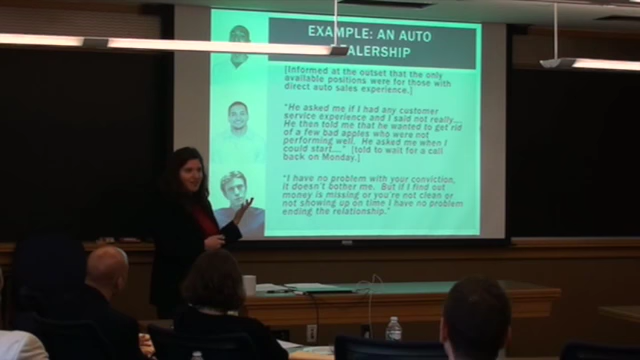 EXAMPLE: AN AUTO
ALERSHIP
[Informed at the outset that the only
available positions were for those with
direct auto sales experience.]
"He asked me if I had any customer
service experience and I said not really....
He then told me that he wanted to get rid
of a few bad apples who were not
performing well. He asked me when I
could start...." [told to wait for a call
back on Monday.]
"I have no problem with your conviction,
it doesn't bother me. But if I find out
money is missing or you're not clean or
not showing up on time I have no problem
ending the relationship."